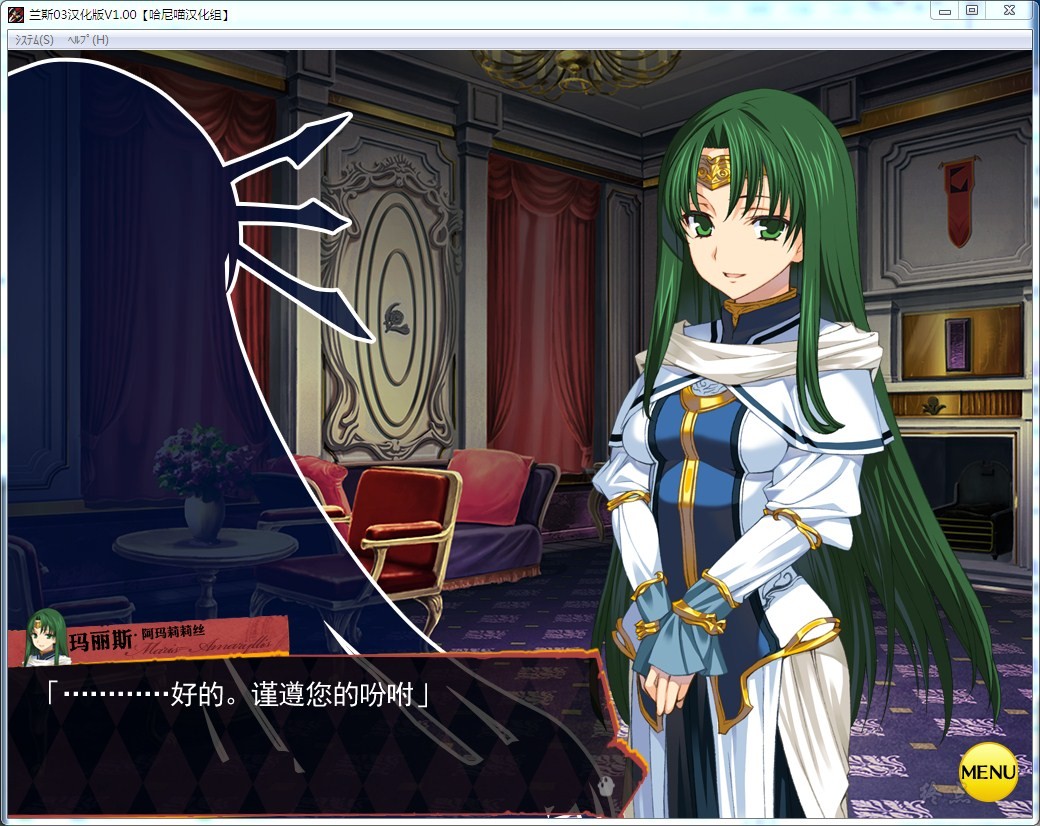 兰斯03汉化版V1.00【哈尼喵汉化组】
ｼｽﾃﾑ(S) ﾍﾙﾌﾟ(H)
玛丽斯·阿玛莉莉丝
Maris Amaryllis
「…………好的。谨遵您的吩咐」
MENU